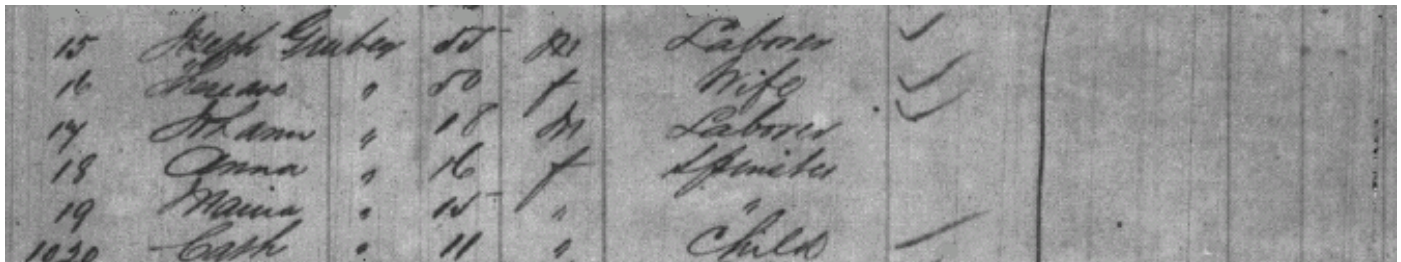 15 Joseph Gruber 55 M Laborer ✓
16 Therese " 50 f Wife ✓
17 Johann " 18 M Laborer ✓
18 Anna " 16 f Spinster
19 Maria " 15 " "
1020 Cath " 11 " Child